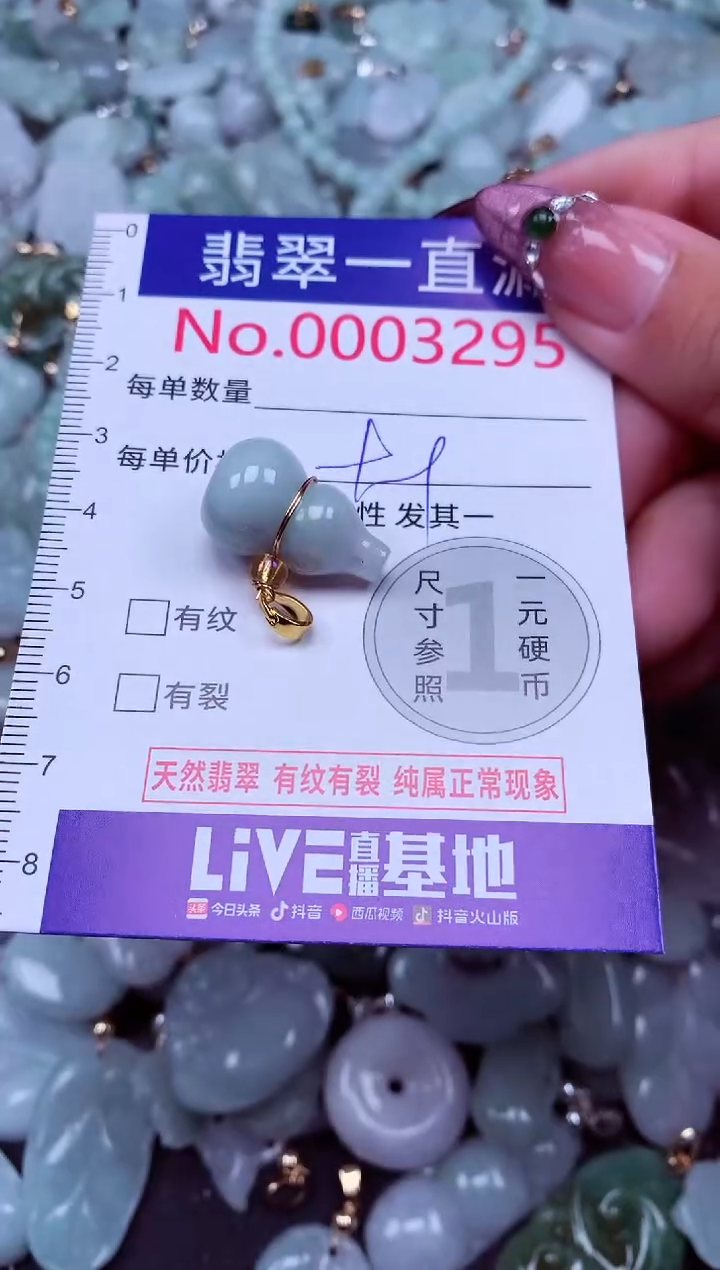 0
翡翠一直
1
No.0003295
2
每单数量
3
每单价
4
性 发其一
5
尺寸参照
1
一元硬币
有纹
6
有裂
7
天然翡翠 有纹有裂 纯属正常现象
8
LiVE直播基地
头条 今日头条 抖音 西瓜视频 抖音火山版